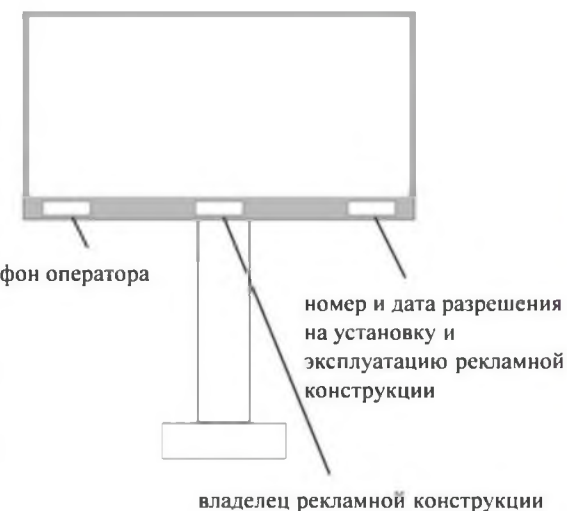 фон оператора
номер и дата разрешения
на установку и
эксплуатацию рекламной
конструкции
владелец рекламной конструкции